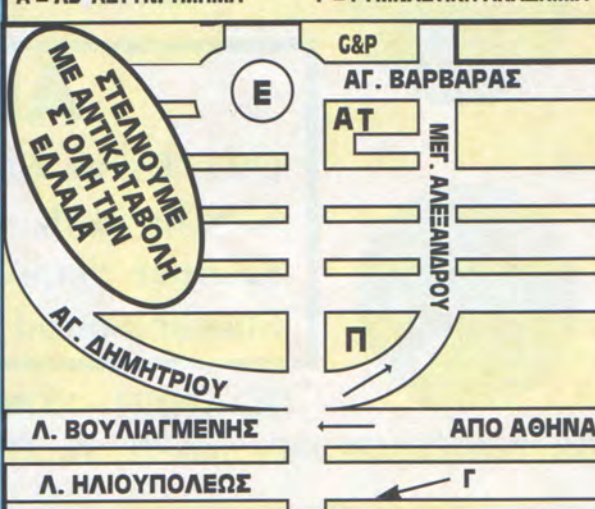 G&P
ΑΓ. ΒΑΡΒΑΡΑΣ
Ε
ΑΤ
ΣΤΕΛΝΟΥΜΕ
ΜΕ ΑΝΤΙΚΑΤΑΒΟΛΗ
Σ' ΟΛΗ ΤΗΝ
ΕΛΛΑΔΑ
ΜΕΓ. ΑΛΕΞΑΝΔΡΟΥ
Π
ΑΓ. ΔΗΜΗΤΡΙΟΥ
Λ. ΒΟΥΛΙΑΓΜΕΝΗΣ
ΑΠΟ ΑΘΗΝΑ
Λ. ΗΛΙΟΥΠΟΛΕΩΣ
Γ